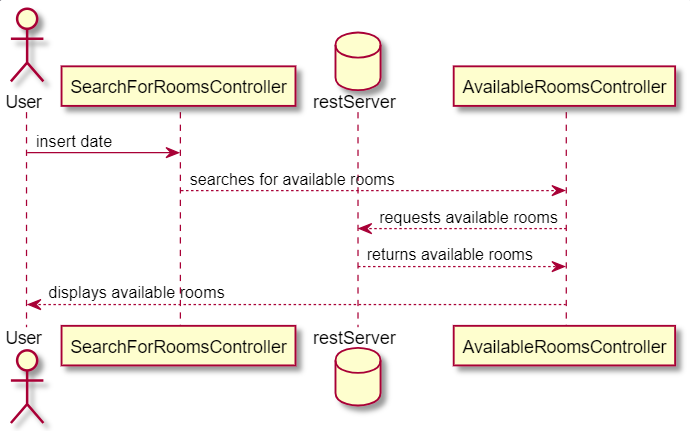 User
SearchForRoomsController
restServer
AvailableRoomsController
insert date
searches for available rooms
requests available rooms
returns available rooms
displays available rooms
User
SearchForRoomsController
restServer
AvailableRoomsController